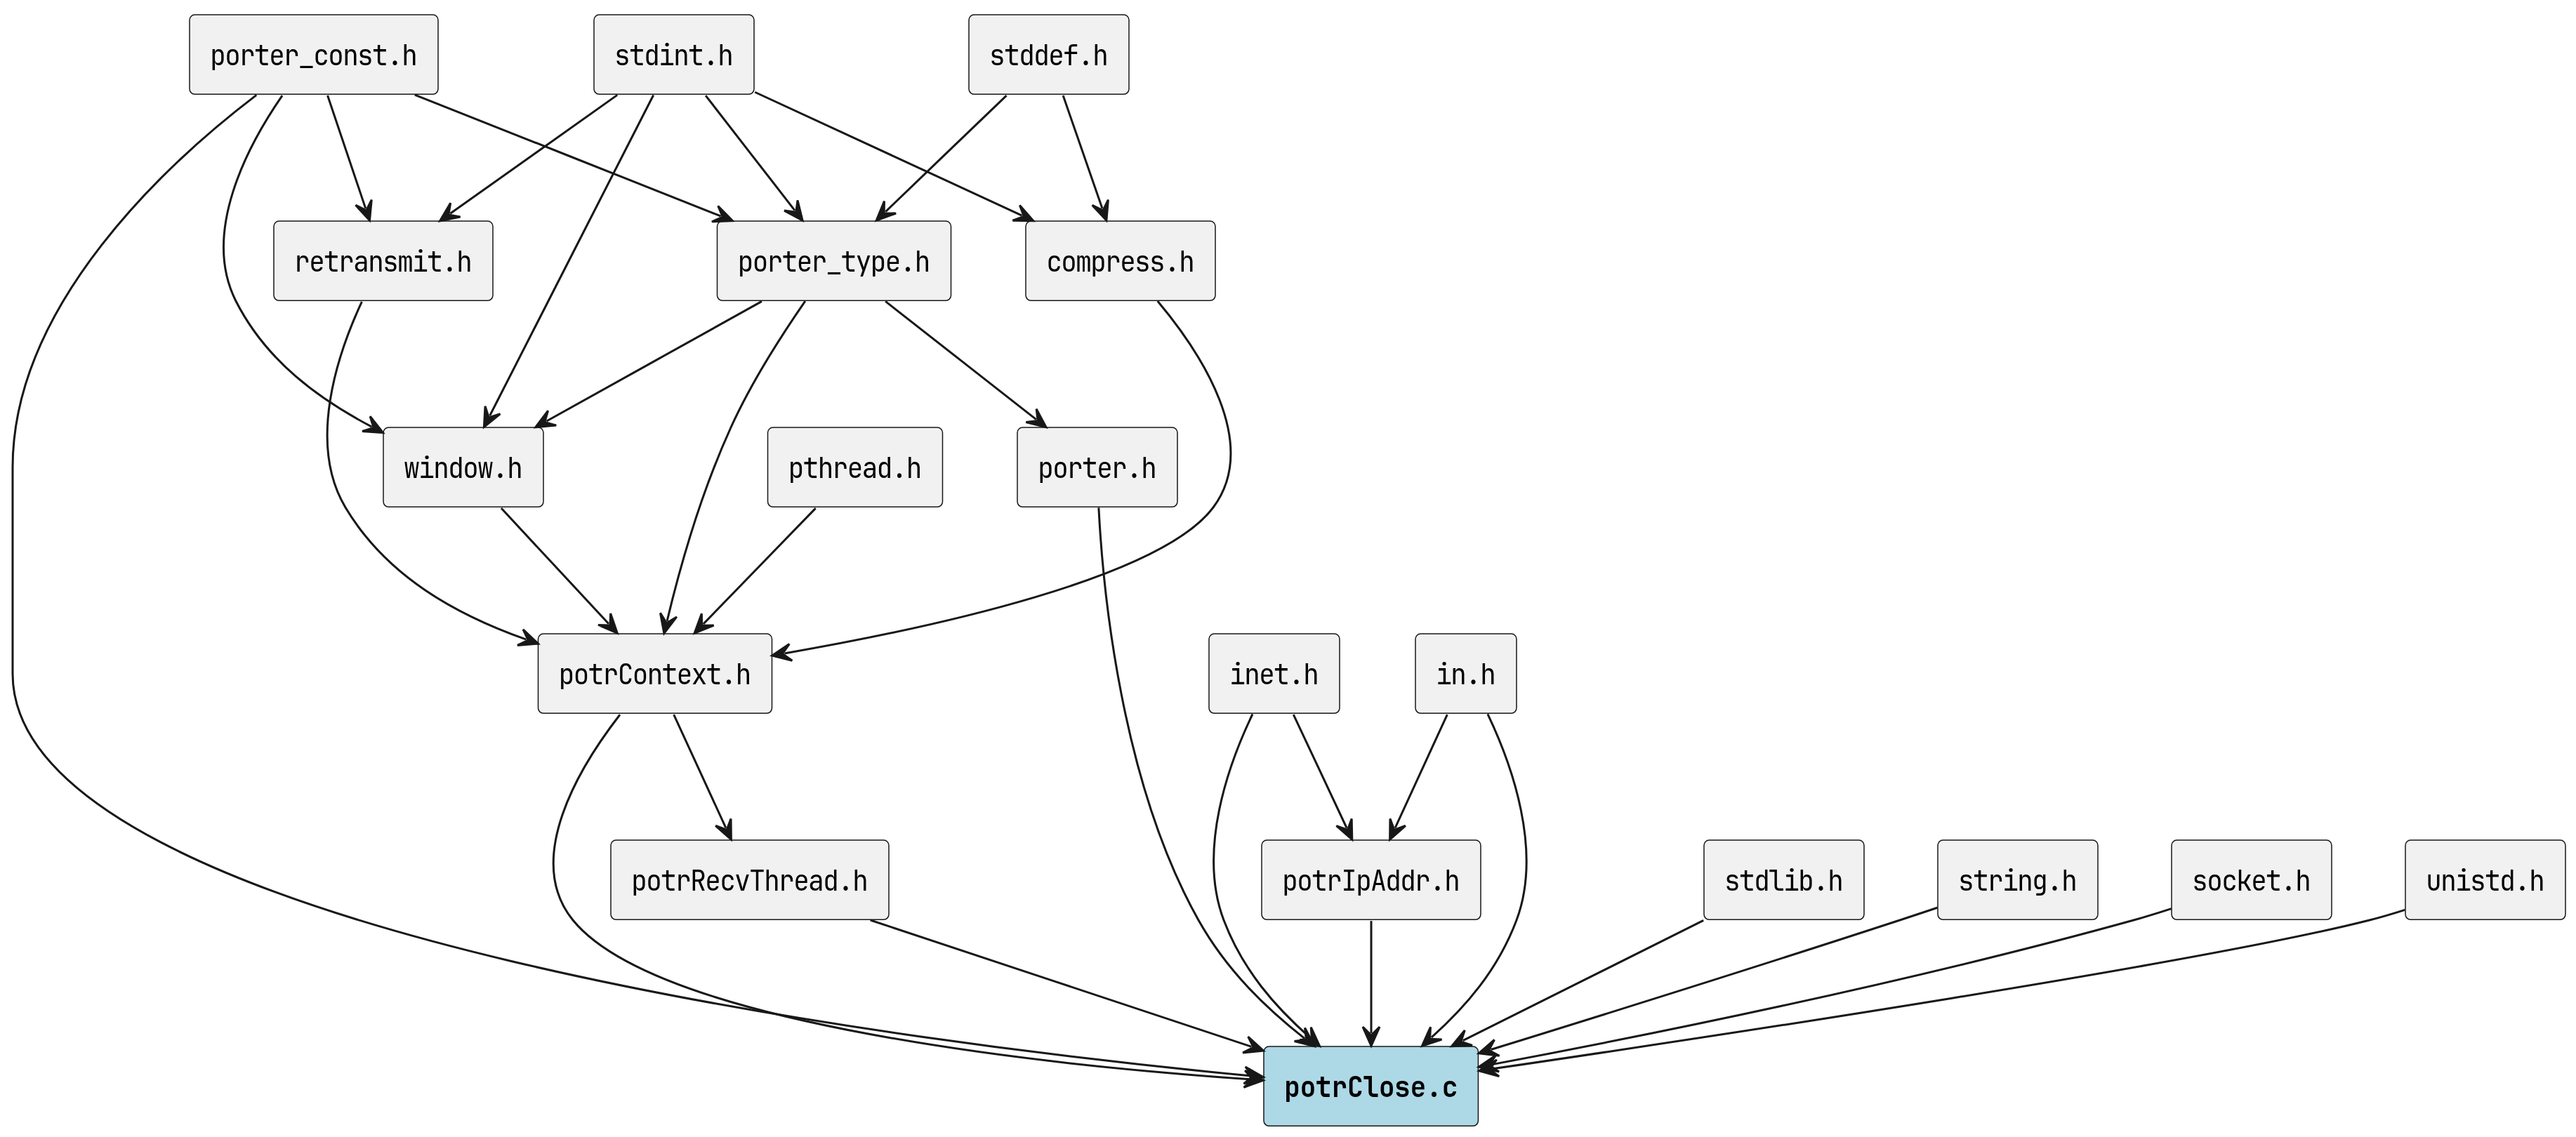 porter_const.h
stdint.h
stddef.h
retransmit.h
porter_type.h
compress.h
window.h
pthread.h
porter.h
potrContext.h
inet.h
in.h
potrRecvThread.h
potrIpAddr.h
stdlib.h
string.h
socket.h
unistd.h
potrClose.c